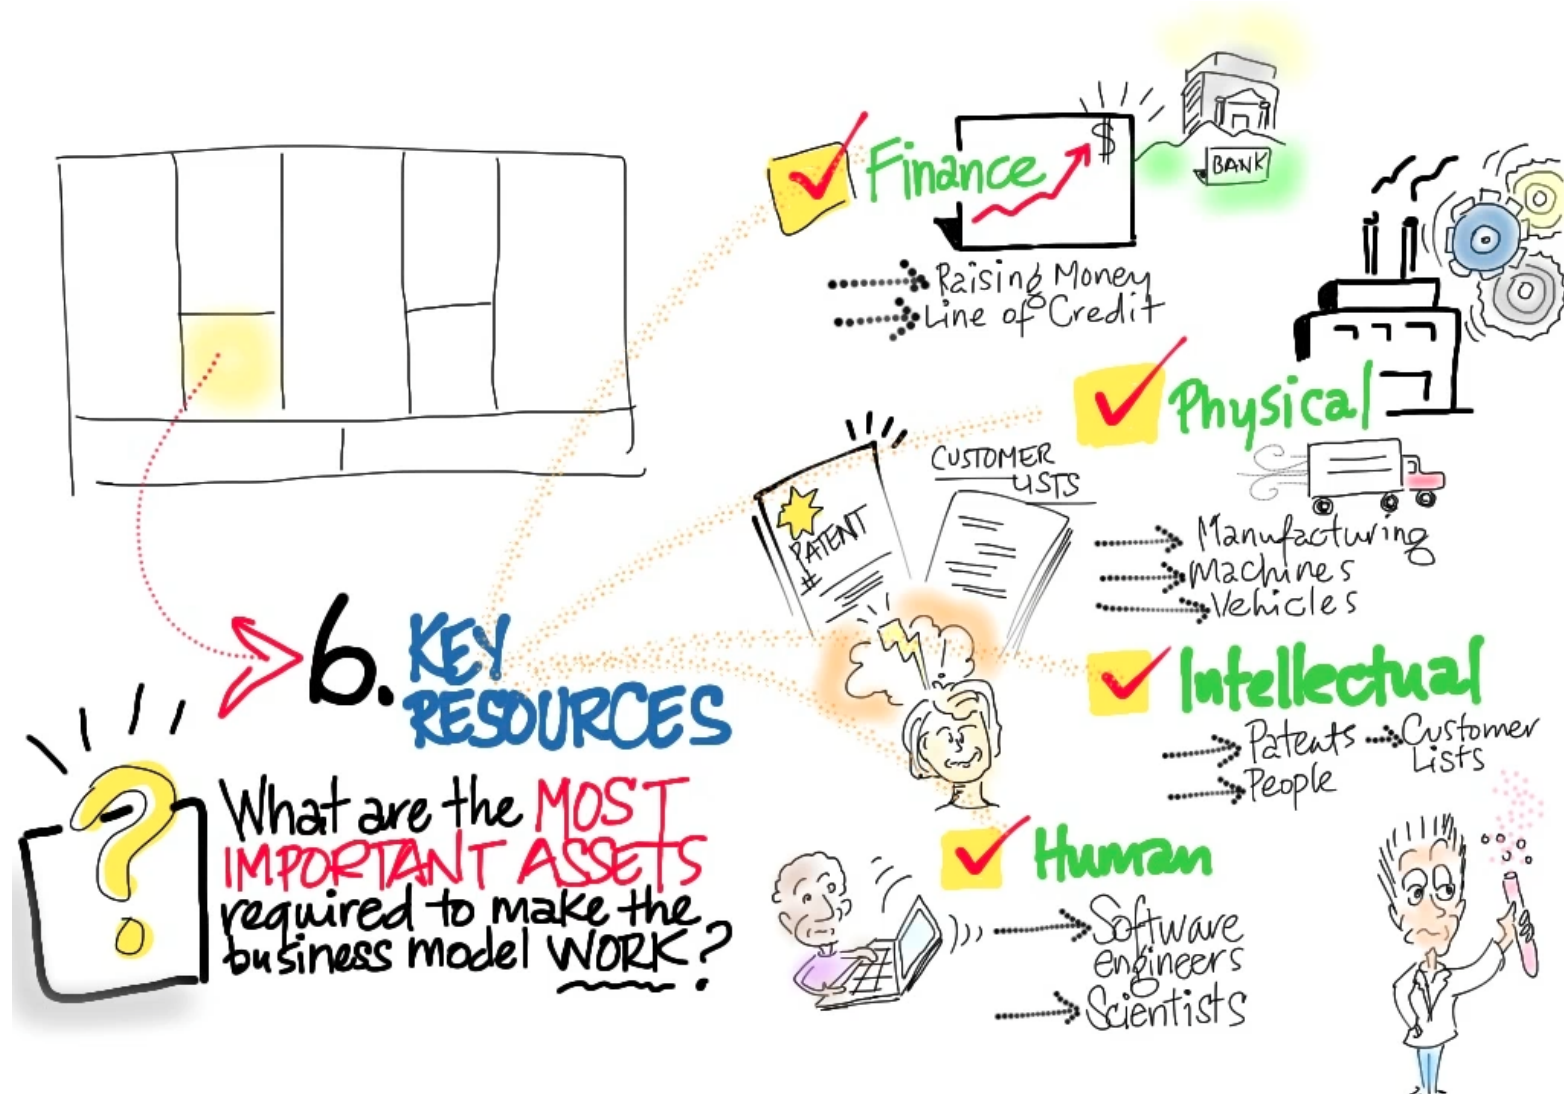 Finance
$
BANK
Raising Money
Line of Credit
Physical
Manufacturing
Machines
Vehicles
CUSTOMER
LISTS
PATENT
#
6. KEY
RESOURCES
Intellectual
Patents Customer
Lists
People
What are the MOST
IMPORTANT ASSETS
required to make the
business model WORK?
?
Human
Software
engineers
Scientists